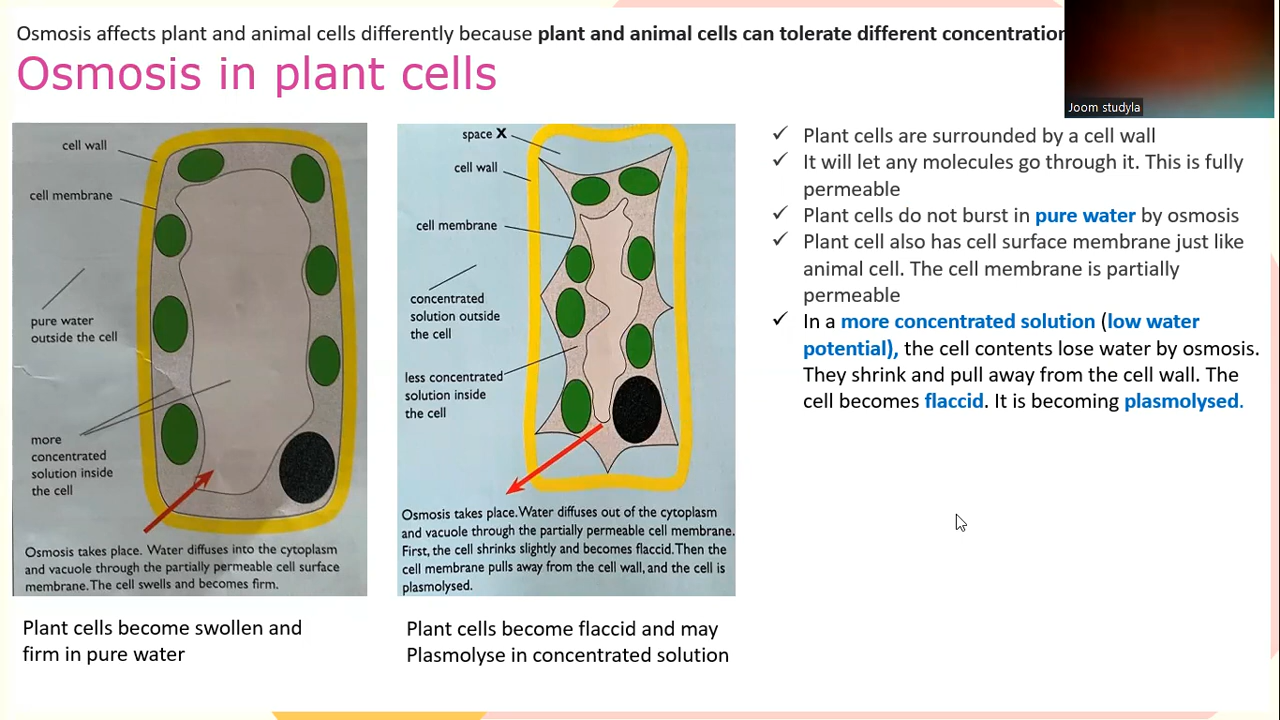 Osmosis affects plant and animal cells differently because plant and animal cells can tolerate different concentration
Osmosis in plant cells
Joom studyla
cell wall
cell membrane
pure water
outside the cell
more
concentrated
solution inside
the cell
Osmosis takes place. Water diffuses into the cytoplasm
and vacuole through the partially permeable cell surface
membrane. The cell swells and becomes firm.
Plant cells become swollen and
firm in pure water
space X
cell wall
cell membrane
concentrated
solution outside
the cell
less concentrated
solution inside
the cell
Osmosis takes place. Water diffuses out of the cytoplasm
and vacuole through the partially permeable cell membrane.
First, the cell shrinks slightly and becomes flaccid. Then the
cell membrane pulls away from the cell wall, and the cell is
plasmolysed.
Plant cells become flaccid and may
Plasmolyse in concentrated solution
✓ Plant cells are surrounded by a cell wall
✓ It will let any molecules go through it. This is fully
permeable
✓ Plant cells do not burst in pure water by osmosis
✓ Plant cell also has cell surface membrane just like
animal cell. The cell membrane is partially
permeable
✓ In a more concentrated solution (low water
potential), the cell contents lose water by osmosis.
They shrink and pull away from the cell wall. The
cell becomes flaccid. It is becoming plasmolysed.